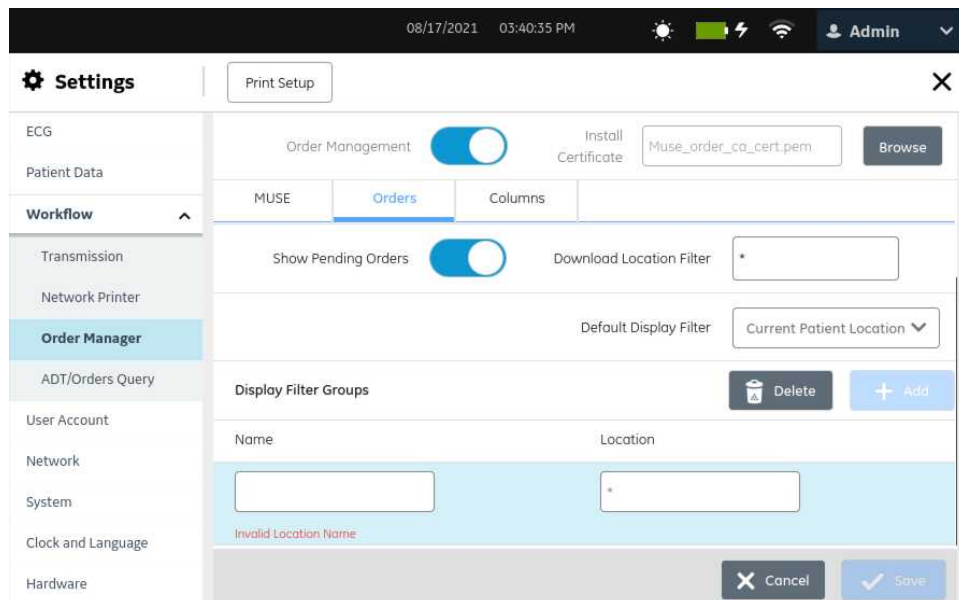 08/17/2021 03:40:35 PM Admin
Settings Print Setup
ECG
Patient Data
Workflow
Transmission
Network Printer
Order Manager
ADT/Orders Query
User Account
Network
System
Clock and Language
Hardware
Order Management Install Certificate Muse_order_ca_cert.pem Browse
MUSE Orders Columns
Show Pending Orders Download Location Filter *
Default Display Filter Current Patient Location
Display Filter Groups Delete + Add
Name Location
*
Invalid Location Name
Cancel Save